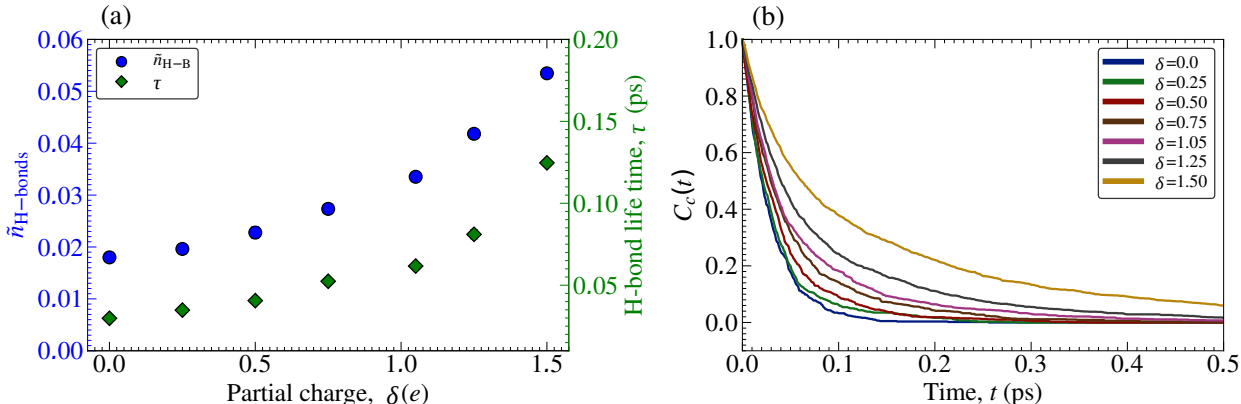 (a)
ñ_H−B
τ
0.06
0.05
0.04
0.03
0.02
0.01
0.00
ñ_H−bonds
0.0 0.5 1.0 1.5
Partial charge, δ(e)
0.20
0.15
0.10
0.05
H-bond life time, τ (ps)
(b)
1.0
0.8
0.6
0.4
0.2
0.0
C_c(t)
δ=0.0
δ=0.25
δ=0.50
δ=0.75
δ=1.05
δ=1.25
δ=1.50
0.0 0.1 0.2 0.3 0.4 0.5
Time, t (ps)